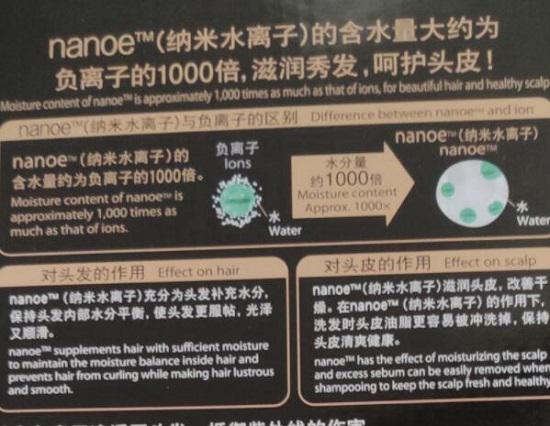 nanoe™(纳米水离子)的含水量大约为
负离子的1000倍，滋润秀发，呵护头皮！
Moisture content of nanoe™ is approximately 1,000 times as much as that of ions, for beautiful hair and healthy scalp
nanoe™(纳米水离子)与负离子的区别 Difference between nanoe™ and ion
nanoe™(纳米水离子)的
含水量约为负离子的1000倍。
Moisture content of nanoe™ is
approximately 1,000 times as
much as that of ions.
负离子
Ions
水
Water
水分量
约1000倍
Moisture content
Approx. 1000×
nanoe™(纳米水离子)
nanoe™
水
Water
对头发的作用 Effect on hair
nanoe™(纳米水离子)充分为头发补充水分，
保持头发内部水分平衡，使头发更服帖，光泽
又顺滑。
nanoe™ supplements hair with sufficient moisture
to maintain the moisture balance inside hair and
prevents hair from curling while making hair lustrous
and smooth.
对头皮的作用 Effect on scalp
nanoe™(纳米水离子)滋润头皮，改善干
燥。在nanoe™(纳米水离子)的作用下，
洗发时头皮油脂更容易被冲洗掉，保持
头皮清爽健康。
nanoe™ has the effect of moisturizing the scalp
and excess sebum can be easily removed when
shampooing to keep the scalp fresh and healthy